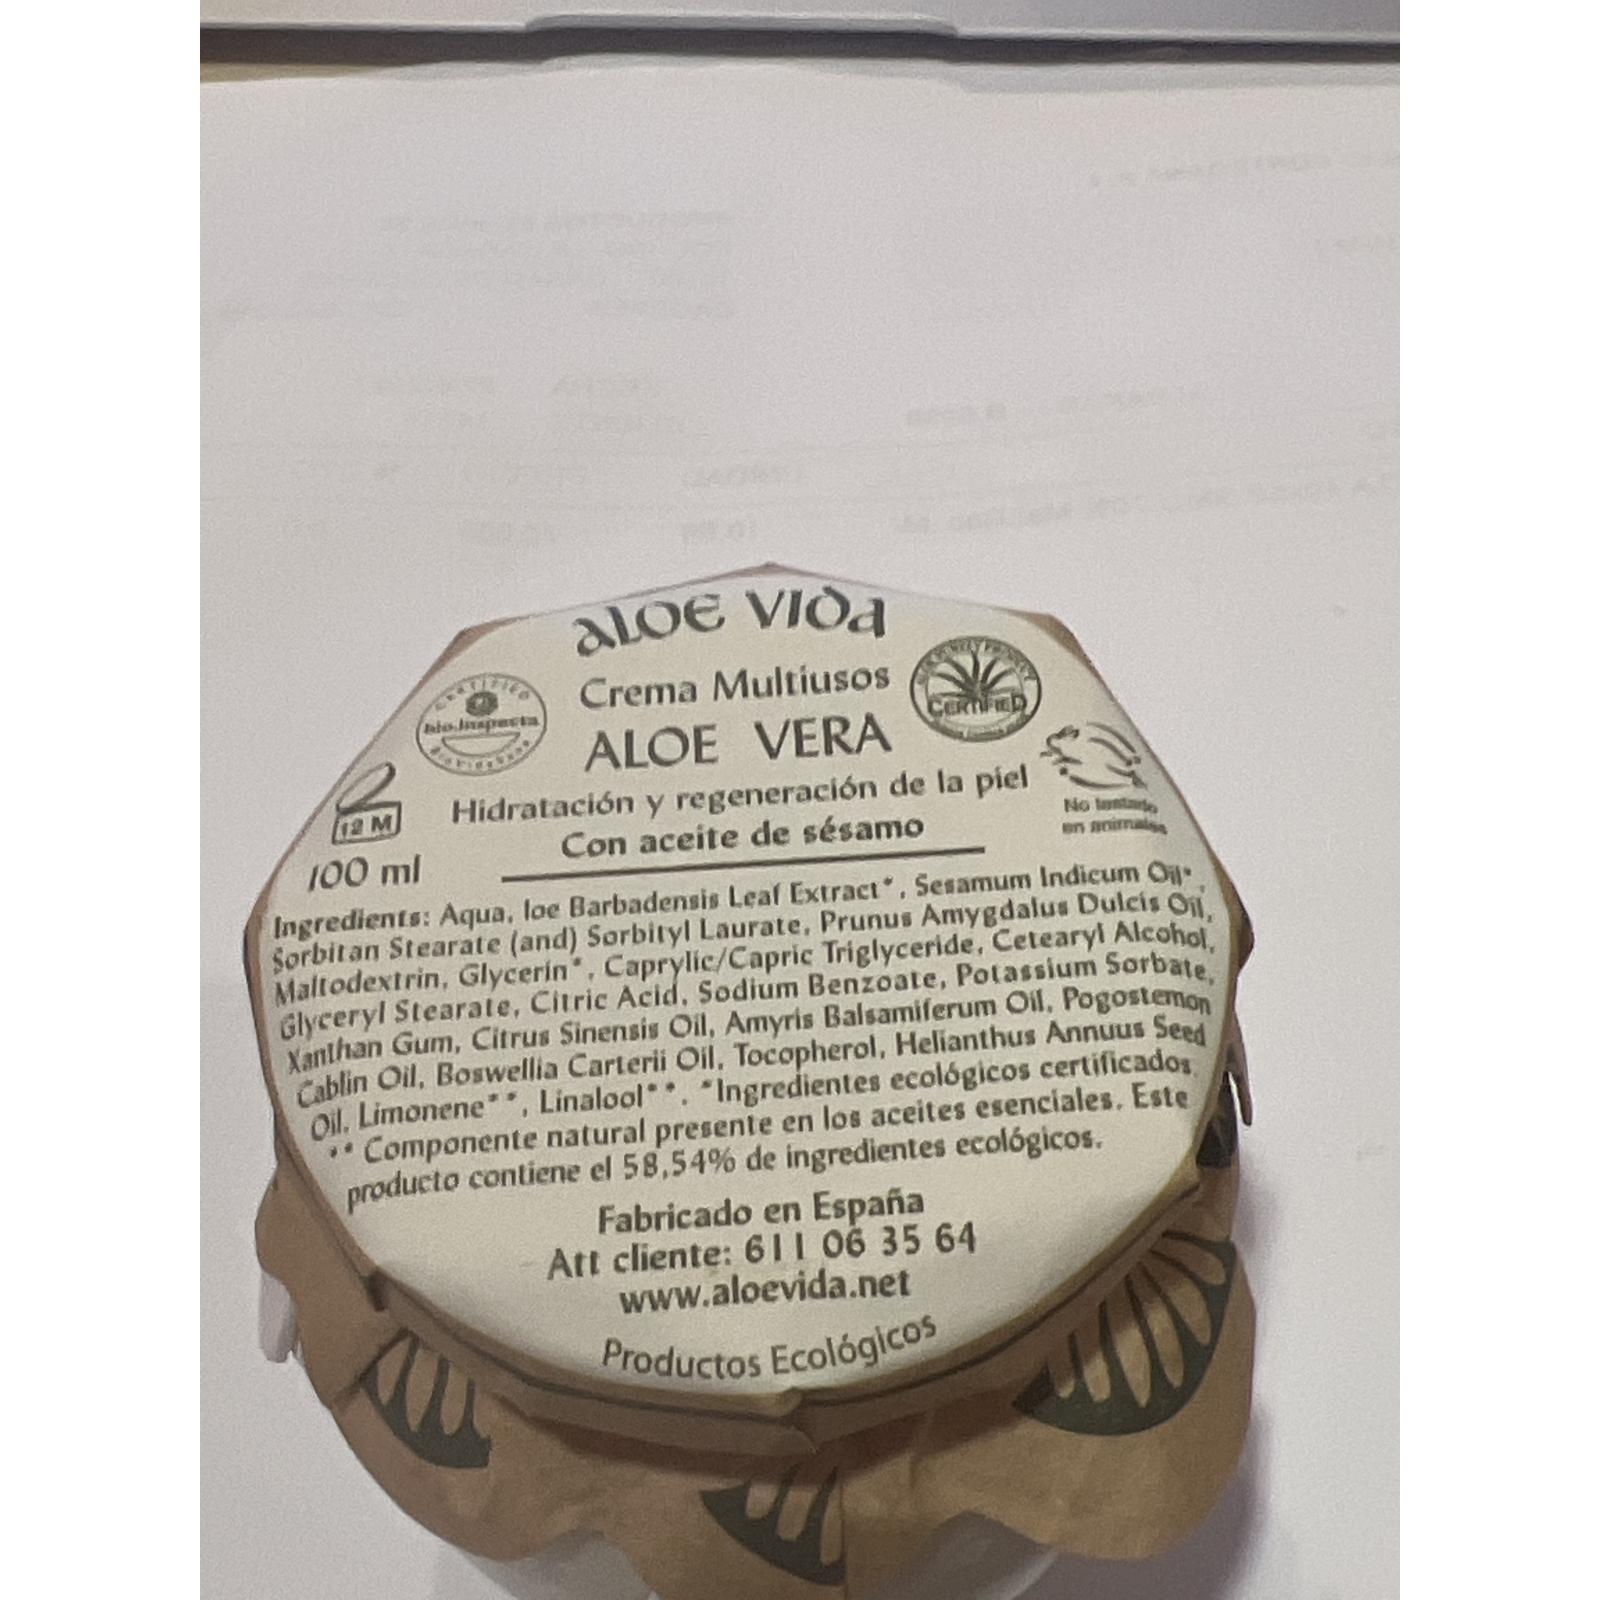 ALOE VIDA
Crema Multiusos
ALOE VERA
CERTIFICO
bio.inspecta
CERTIFIED
12 M
100 ml
Hidratación y regeneración de la piel
Con aceite de sésamo
No testado
en animales
Ingredients: Aqua, loe Barbadensis Leaf Extract*, Sesamum Indicum Oil*,
Sorbitan Stearate (and) Sorbityl Laurate, Prunus Amygdalus Dulcis Oil,
Maltodextrin, Glycerin*, Caprylic/Capric Triglyceride, Cetearyl Alcohol,
Glyceryl Stearate, Citric Acid, Sodium Benzoate, Potassium Sorbate,
Xanthan Gum, Citrus Sinensis Oil, Amyris Balsamiferum Oil, Pogostemon
Cablin Oil, Boswellia Carterii Oil, Tocopherol, Helianthus Annuus Seed
Oil, Limonene**, Linalool**. *Ingredientes ecológicos certificados
** Componente natural presente en los aceites esenciales. Este
producto contiene el 58,54% de ingredientes ecológicos.
Fabricado en España
Att cliente: 611 06 35 64
www.aloevida.net
Productos Ecológicos